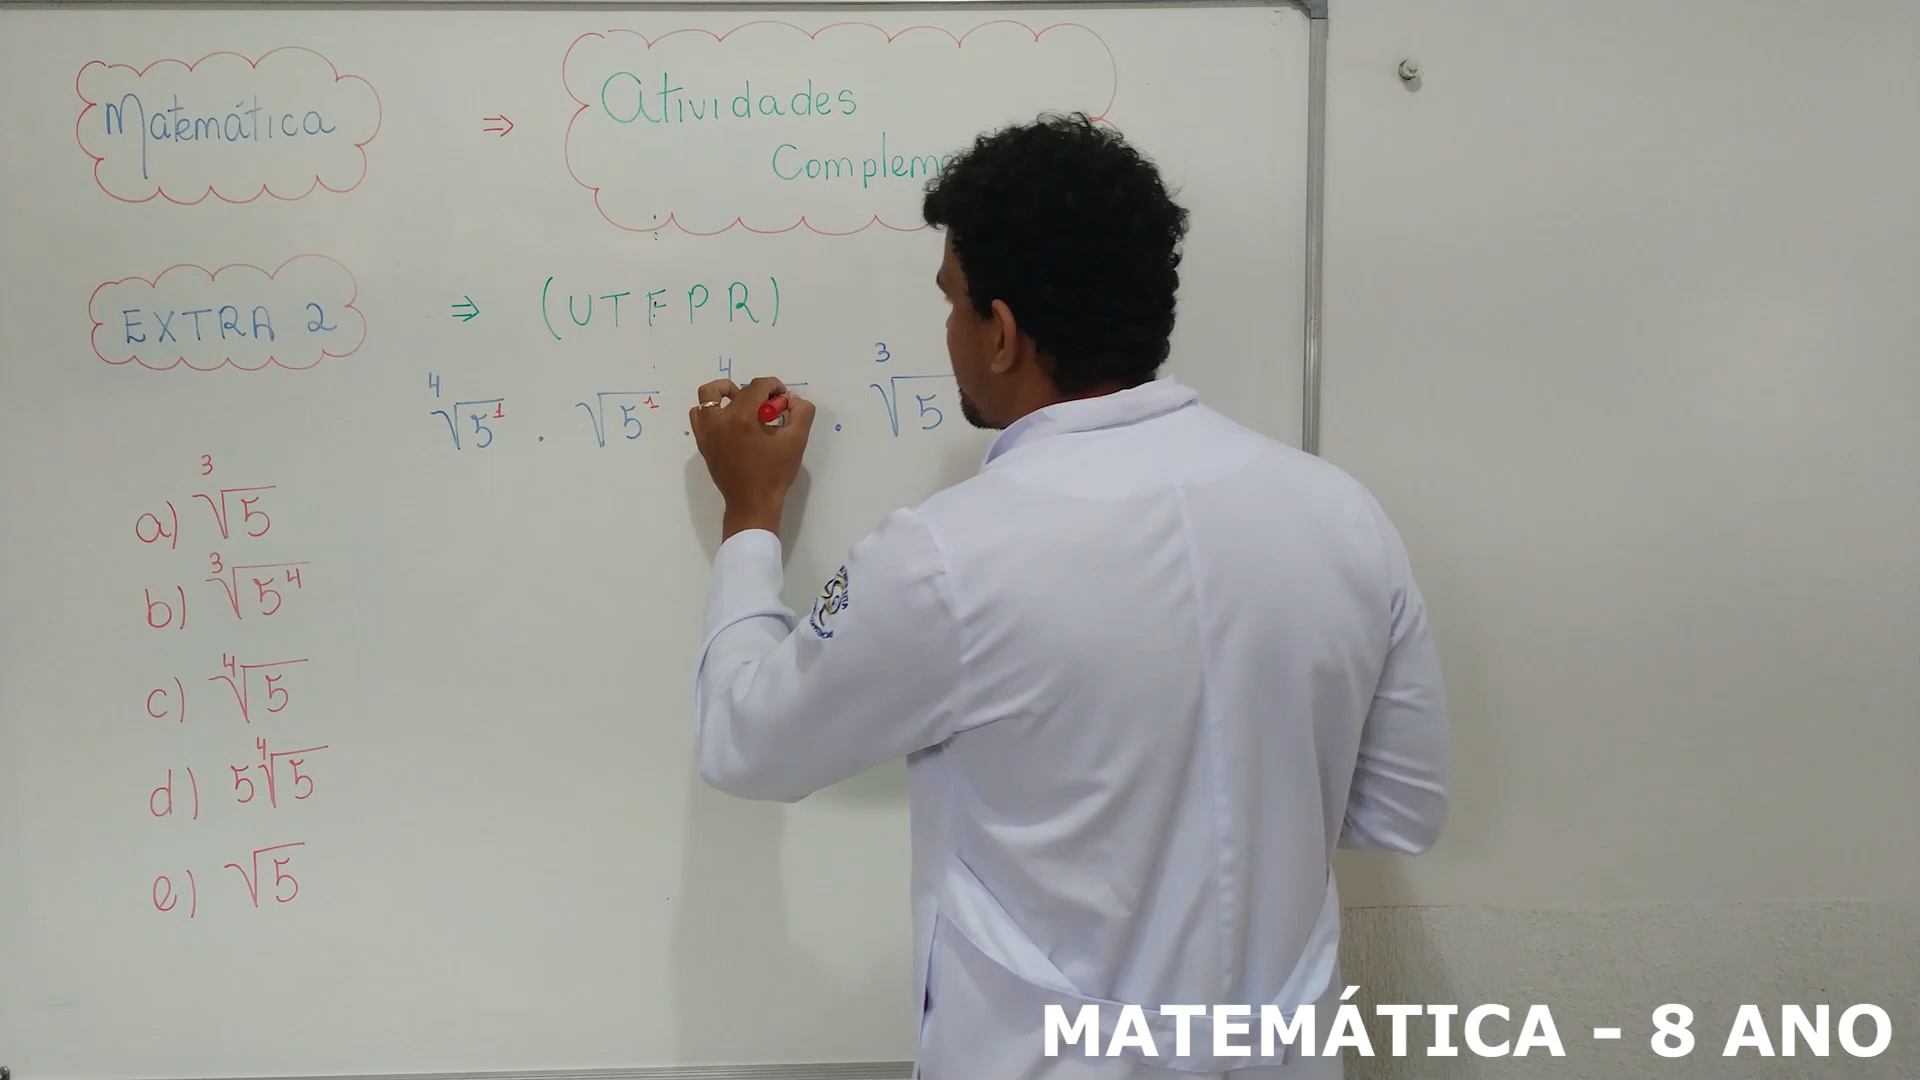 Matemática ⇒ Atividades
Complem
EXTRA 2 ⇒ (UTFPR)
⁴√5¹ . √5¹ . ⁴√ . ³√5
a) ³√5
b) ³√5⁴
c) ⁴√5
d) 5⁴√5
e) √5
MATEMÁTICA - 8 ANO